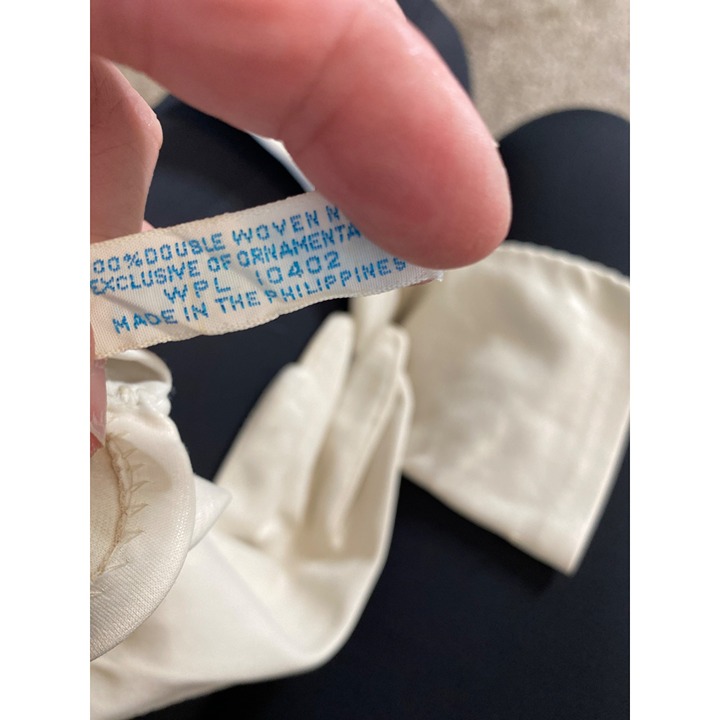 00% DOUBLE WOVEN N
EXCLUSIVE OF ORNAMENTA
WPL 10402
MADE IN THE PHILIPPINES